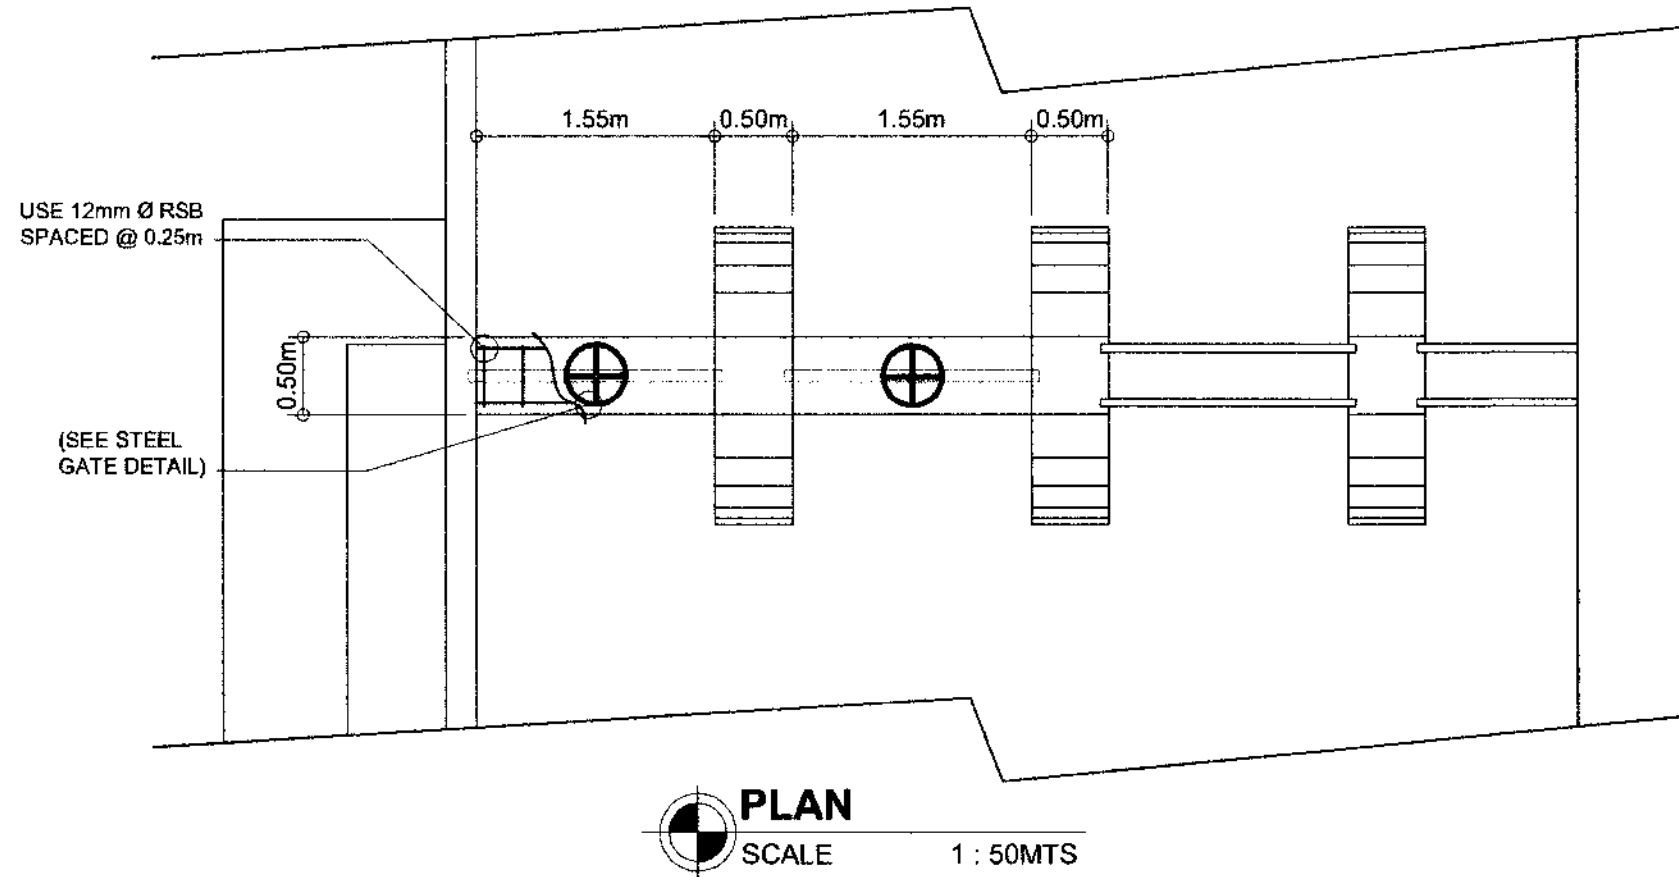 1.55m 0.50m 1.55m 0.50m
USE 12mm Ø RSB
SPACED @ 0.25m
0.50m
(SEE STEEL
GATE DETAIL)
PLAN
SCALE 1 : 50MTS